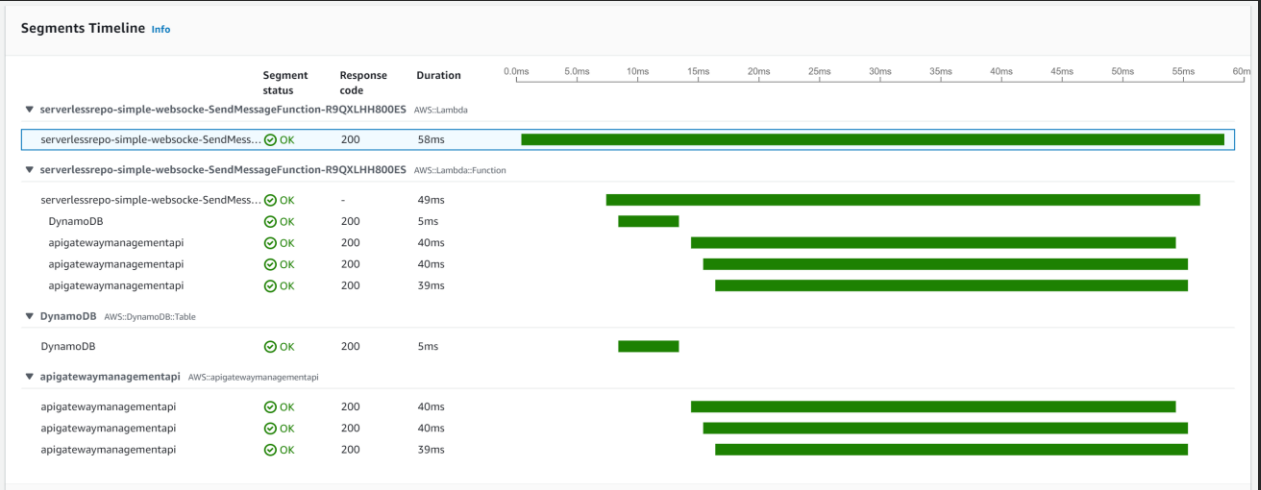 Segments Timeline Info
Segment status Response code Duration 0.0ms 5.0ms 10ms 15ms 20ms 25ms 30ms 35ms 40ms 45ms 50ms 55ms 60m
serverlessrepo-simple-websocke-SendMessageFunction-R9QXLHH800ES AWS::Lambda
serverlessrepo-simple-websocke-SendMess... OK 200 58ms
serverlessrepo-simple-websocke-SendMessageFunction-R9QXLHH800ES AWS::Lambda::Function
serverlessrepo-simple-websocke-SendMess... OK - 49ms
DynamoDB OK 200 5ms
apigatewaymanagementapi OK 200 40ms
apigatewaymanagementapi OK 200 40ms
apigatewaymanagementapi OK 200 39ms
DynamoDB AWS::DynamoDB::Table
DynamoDB OK 200 5ms
apigatewaymanagementapi AWS::apigatewaymanagementapi
apigatewaymanagementapi OK 200 40ms
apigatewaymanagementapi OK 200 40ms
apigatewaymanagementapi OK 200 39ms